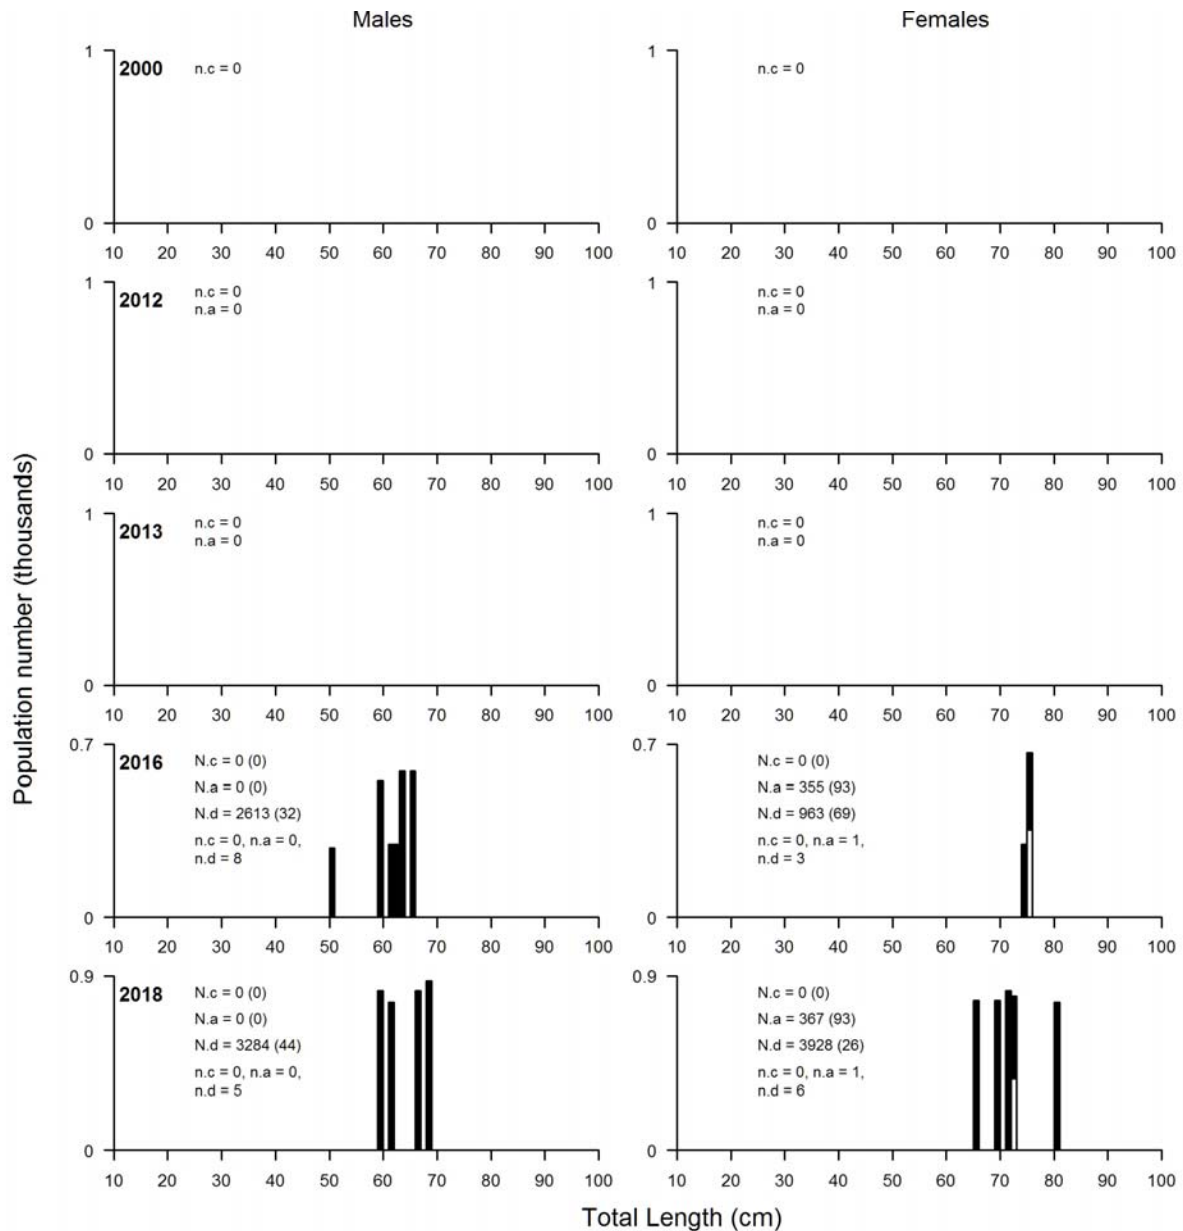 Males
Females
Population number (thousands)
1
2000
n.c = 0
0
10 20 30 40 50 60 70 80 90 100
1
n.c = 0
0
10 20 30 40 50 60 70 80 90 100
1
2012
n.c = 0
n.a = 0
0
10 20 30 40 50 60 70 80 90 100
1
n.c = 0
n.a = 0
0
10 20 30 40 50 60 70 80 90 100
1
2013
n.c = 0
n.a = 0
0
10 20 30 40 50 60 70 80 90 100
1
n.c = 0
n.a = 0
0
10 20 30 40 50 60 70 80 90 100
0.7
2016
N.c = 0 (0)
N.a = 0 (0)
N.d = 2613 (32)
n.c = 0, n.a = 0,
n.d = 8
0
10 20 30 40 50 60 70 80 90 100
0.7
N.c = 0 (0)
N.a = 355 (93)
N.d = 963 (69)
n.c = 0, n.a = 1,
n.d = 3
0
10 20 30 40 50 60 70 80 90 100
0.9
2018
N.c = 0 (0)
N.a = 0 (0)
N.d = 3284 (44)
n.c = 0, n.a = 0,
n.d = 5
0
10 20 30 40 50 60 70 80 90 100
0.9
N.c = 0 (0)
N.a = 367 (93)
N.d = 3928 (26)
n.c = 0, n.a = 1,
n.d = 6
0
10 20 30 40 50 60 70 80 90 100
Total Length (cm)